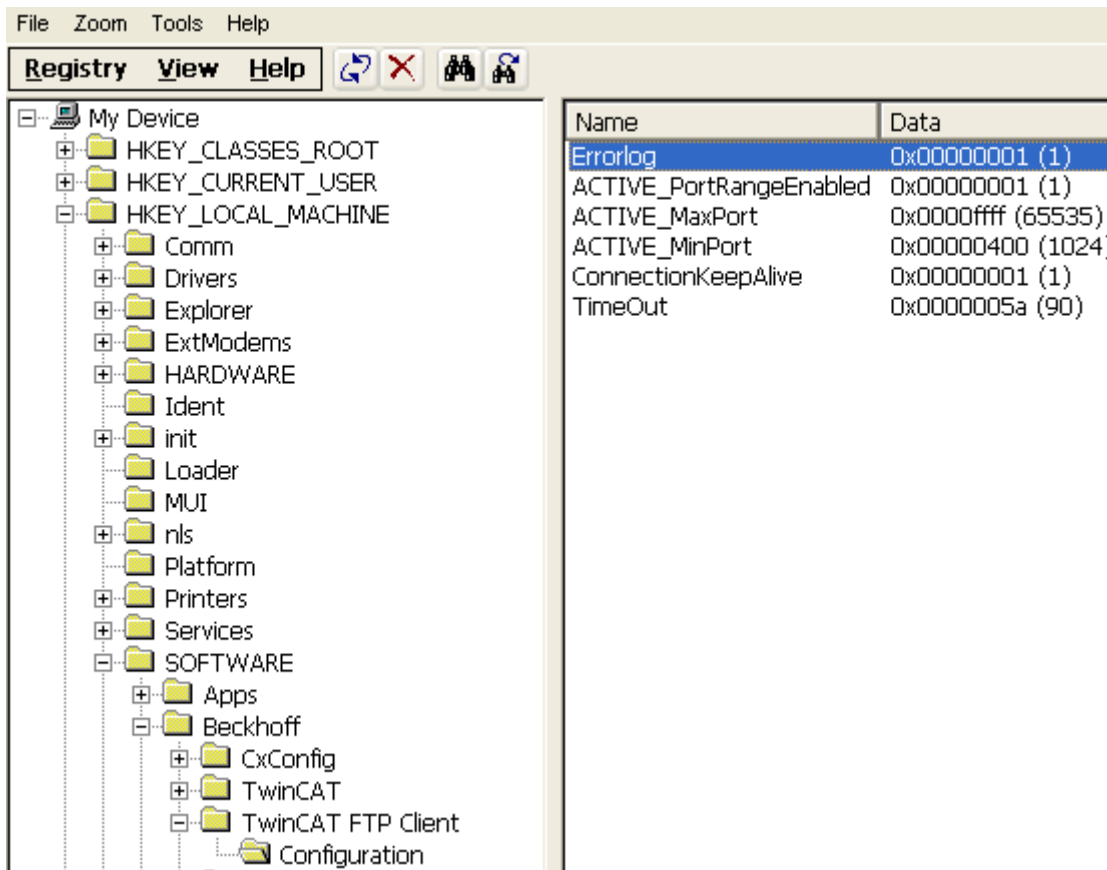 File Zoom Tools Help
Registry View Help
My Device
HKEY_CLASSES_ROOT
HKEY_CURRENT_USER
HKEY_LOCAL_MACHINE
Comm
Drivers
Explorer
ExtModems
HARDWARE
Ident
init
Loader
MUI
nls
Platform
Printers
Services
SOFTWARE
Apps
Beckhoff
CxConfig
TwinCAT
TwinCAT FTP Client
Configuration
Name Data
Errorlog 0x00000001 (1)
ACTIVE_PortRangeEnabled 0x00000001 (1)
ACTIVE_MaxPort 0x0000ffff (65535)
ACTIVE_MinPort 0x00000400 (1024)
ConnectionKeepAlive 0x00000001 (1)
TimeOut 0x0000005a (90)